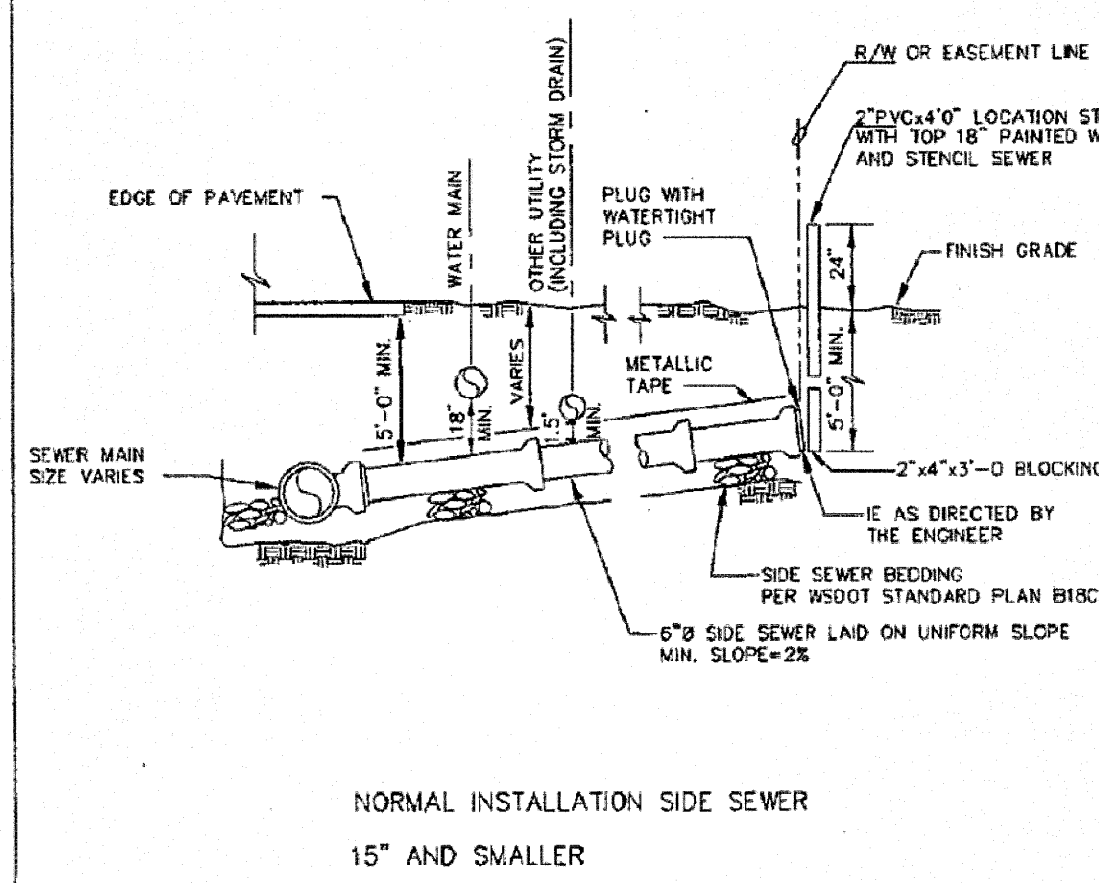 R/W OR EASEMENT LINE
2"PVCx4'0" LOCATION ST
WITH TOP 18" PAINTED W
AND STENCIL SEWER
EDGE OF PAVEMENT
WATER MAIN
OTHER UTILITY
(INCLUDING STORM DRAIN)
PLUG WITH
WATERTIGHT
PLUG
24"
FINISH GRADE
5'-0" MIN.
18"
MIN.
VARIES
1.5'
MIN.
METALLIC
TAPE
5'-0" MIN.
SEWER MAIN
SIZE VARIES
2"x4"x3'-0 BLOCKING
IE AS DIRECTED BY
THE ENGINEER
SIDE SEWER BEDDING
PER WSDOT STANDARD PLAN B18C
6"Ø SIDE SEWER LAID ON UNIFORM SLOPE
MIN. SLOPE=2%
NORMAL INSTALLATION SIDE SEWER
15" AND SMALLER